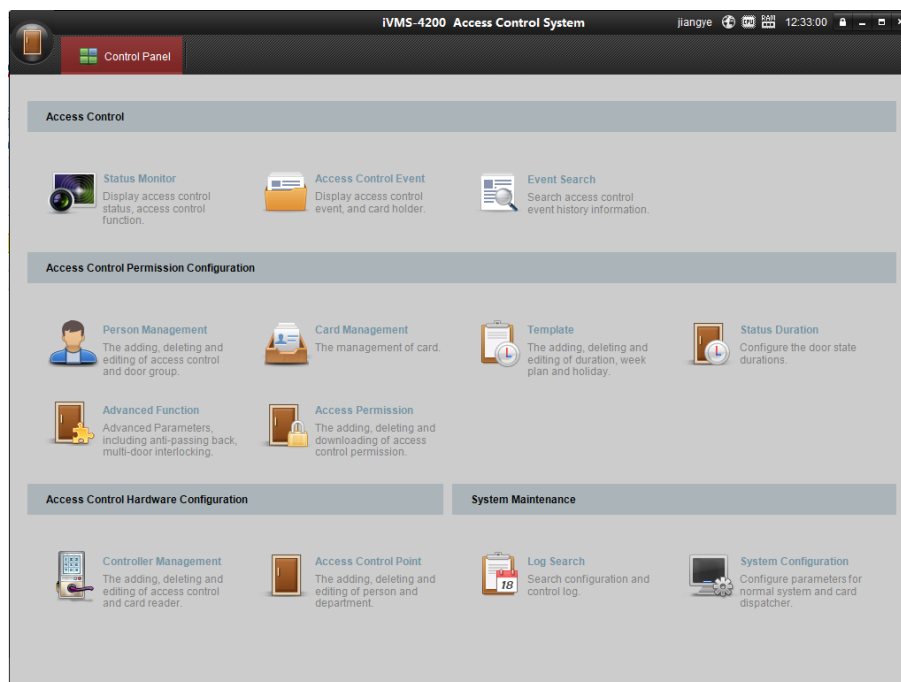 iVMS-4200 Access Control System
jiangye
CPU
RAM
12:33:00
Control Panel
Access Control
Status Monitor
Display access control
status, access control
function.
Access Control Event
Display access control
event, and card holder.
Event Search
Search access control
event history information.
Access Control Permission Configuration
Person Management
The adding, deleting and
editing of access control
and door group.
Card Management
The management of card.
Template
The adding, deleting and
editing of duration, week
plan and holiday.
Status Duration
Configure the door state
durations.
Advanced Function
Advanced Parameters,
including anti-passing back,
multi-door interlocking.
Access Permission
The adding, deleting and
downloading of access
control permission.
Access Control Hardware Configuration
Controller Management
The adding, deleting and
editing of access control
and card reader.
Access Control Point
The adding, deleting and
editing of person and
department.
System Maintenance
Log Search
Search configuration and
control log.
18
System Configuration
Configure parameters for
normal system and card
dispatcher.